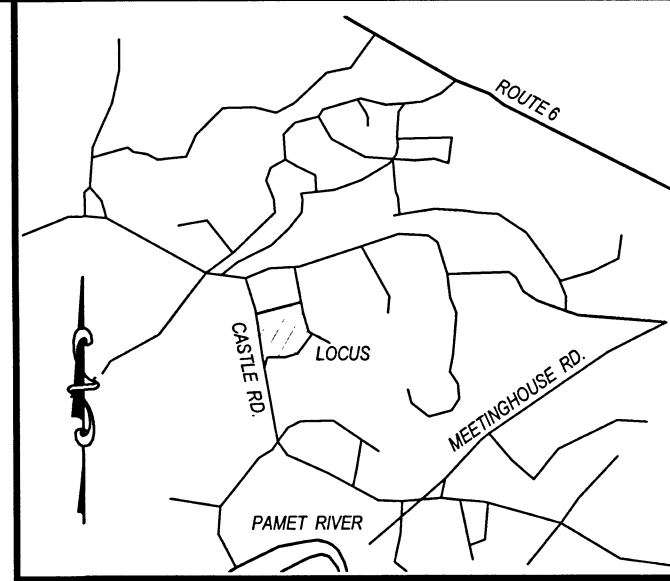 ROUTE 6
CASTLE RD.
LOCUS
MEETINGHOUSE RD.
PAMET RIVER